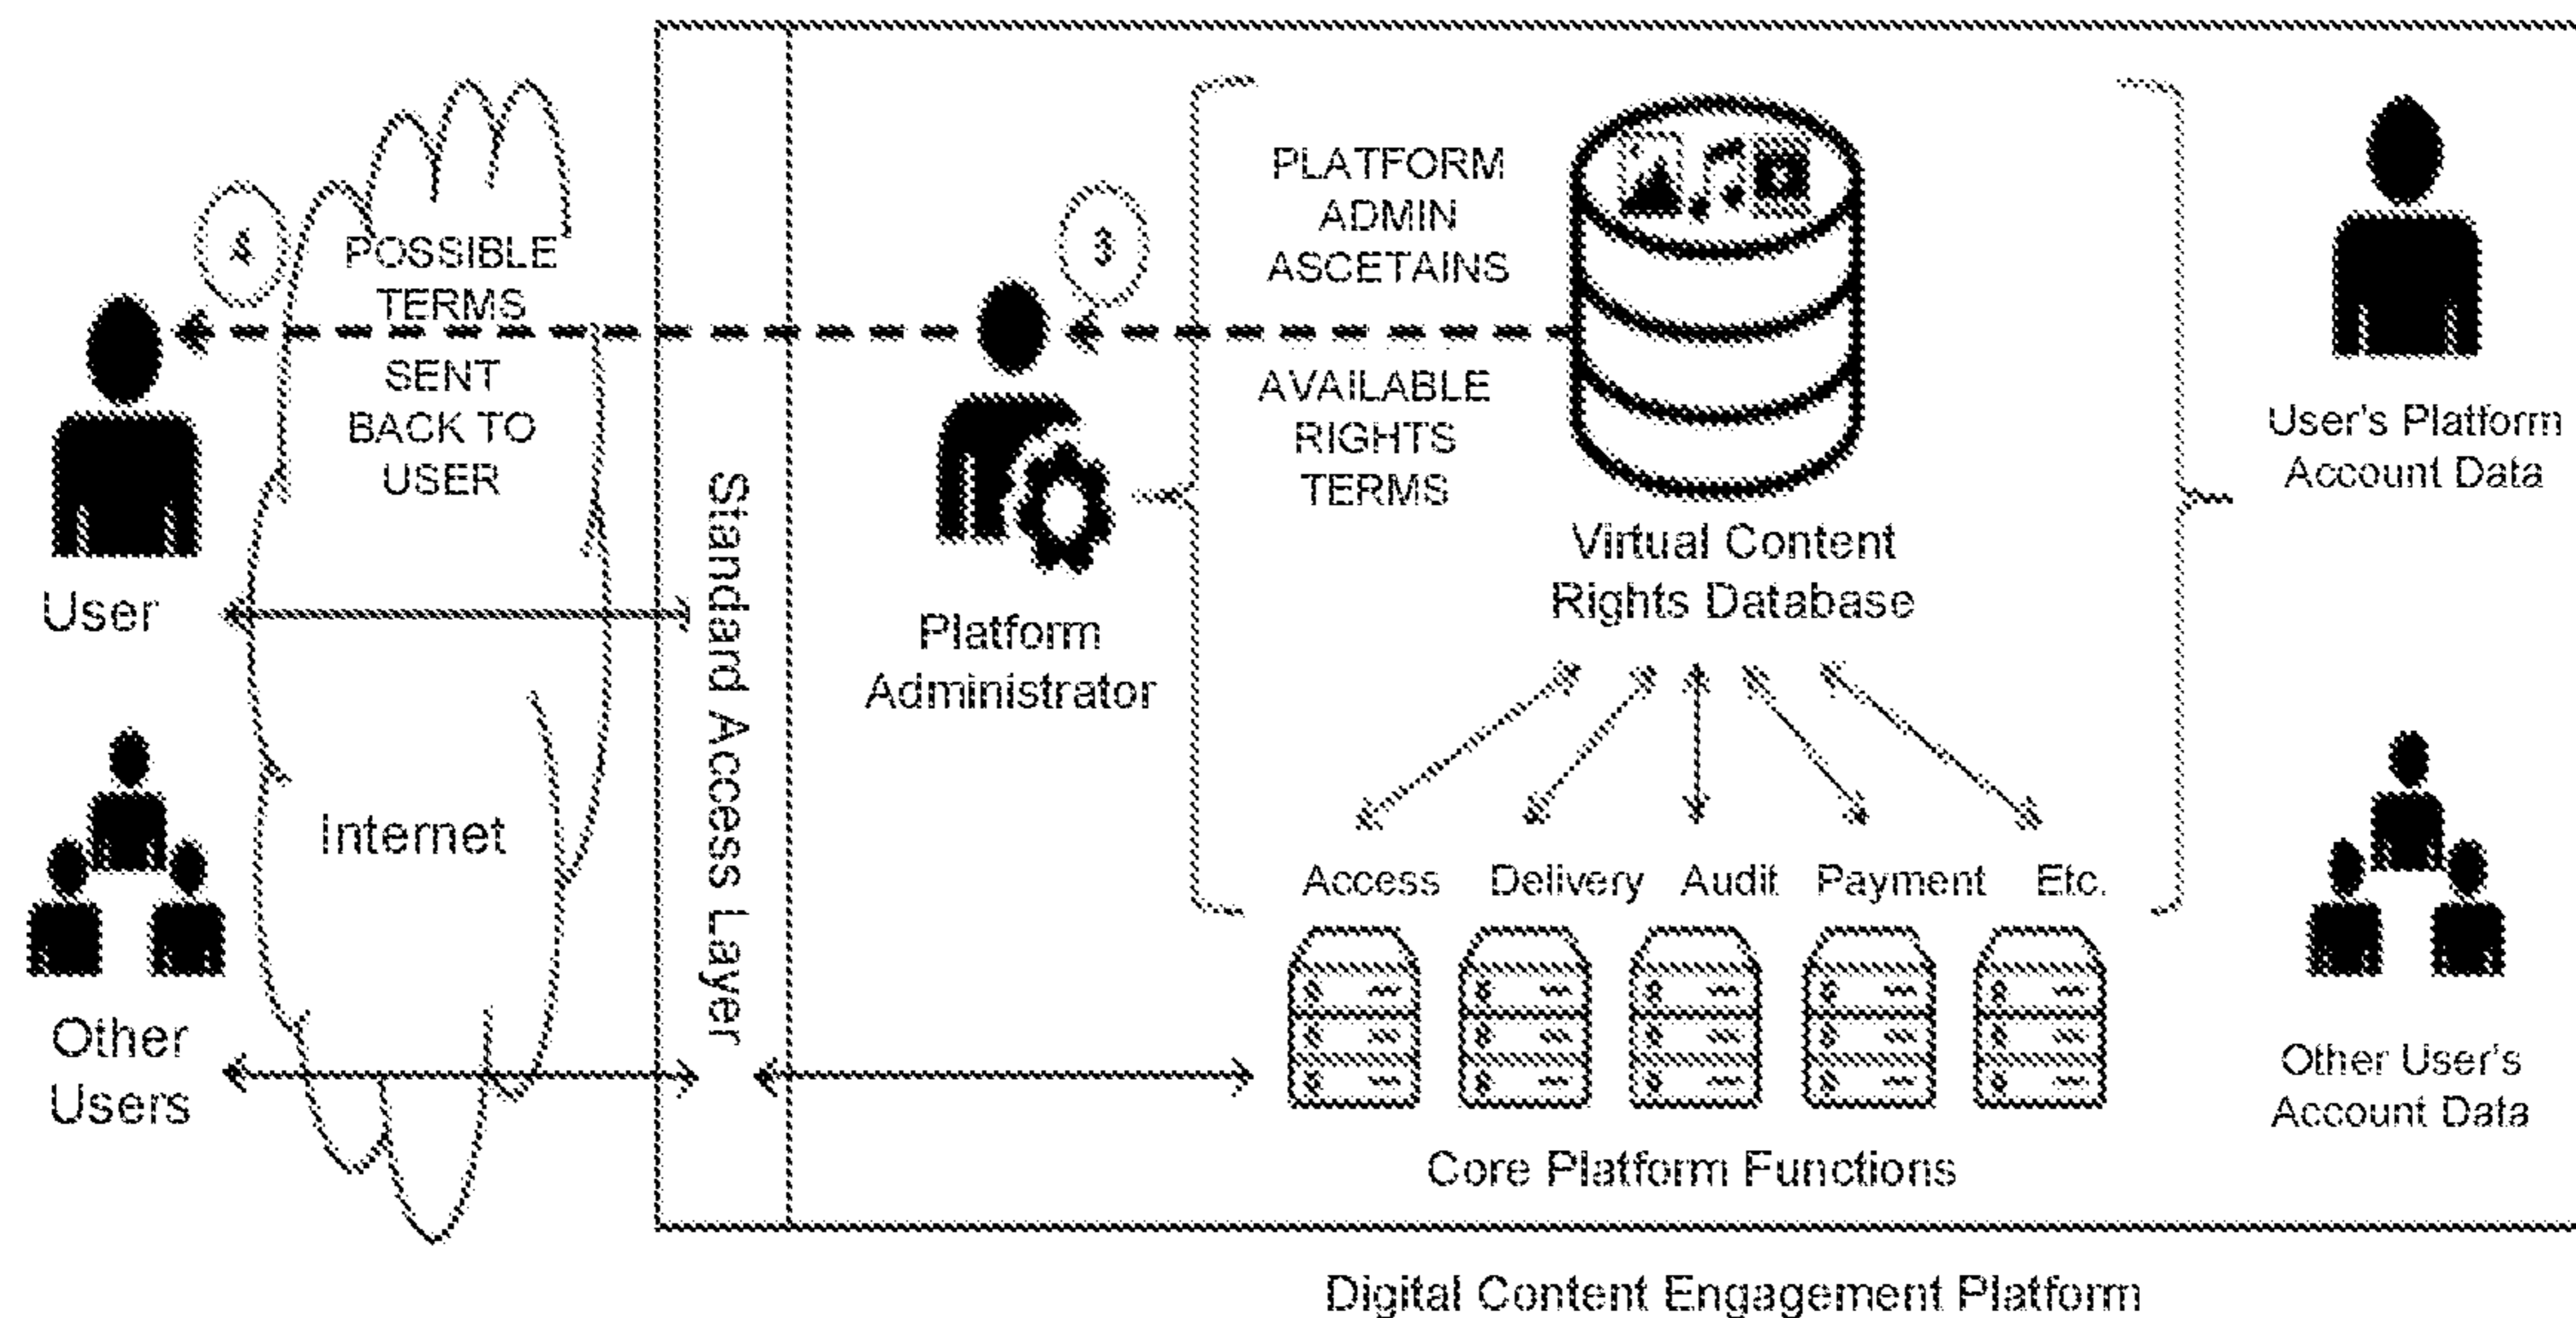 4
POSSIBLE
TERMS
SENT
BACK TO
USER
User
Other
Users
Internet
Standard Access Layer
3
Platform
Administrator
PLATFORM
ADMIN
ASCETAINS
AVAILABLE
RIGHTS
TERMS
Virtual Content
Rights Database
Access Delivery Audit Payment Etc.
Core Platform Functions
User's Platform
Account Data
Other User's
Account Data
Digital Content Engagement Platform